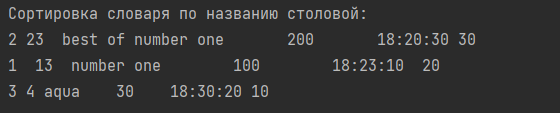 Сортировка словаря по названию столовой:
2 23  best of number one       200       18:20:30 30
1  13  number one        100        18:23:10  20
3 4 aqua    30    18:30:20 10